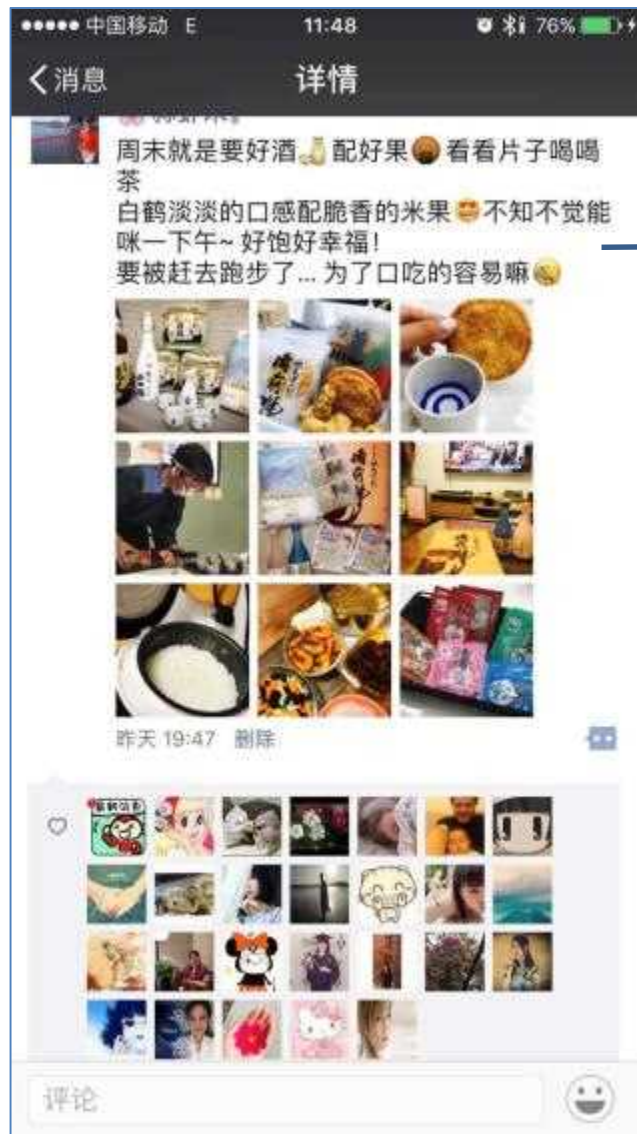 中国移动 E 11:48 76%
消息 详情
周末就是要好酒🍶配好果🍘看看片子喝喝
茶
白鹤淡淡的口感配脆香的米果😊不知不觉能
咪一下午~ 好饱好幸福！
要被赶去跑步了... 为了口吃的容易嘛😂
昨天 19:47 删除
评论